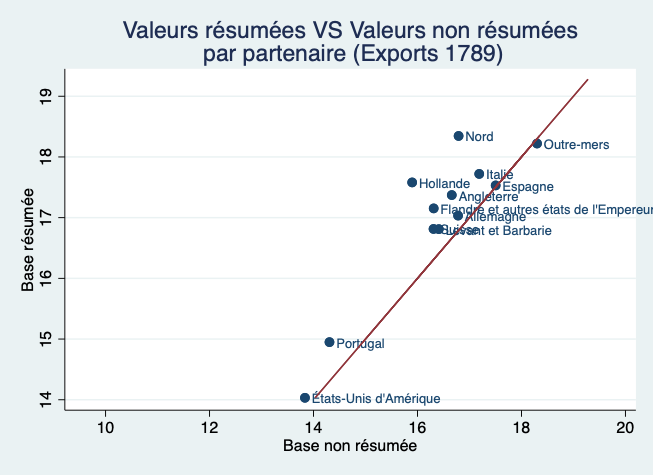 Valeurs résumées VS Valeurs non résumées
par partenaire (Exports 1789)
Base résumée
19
18
17
16
15
14
Nord
Outre-mers
Italie
Hollande
Espagne
Angleterre
Flandre et autres états de l'Empereur
Allemagne
Suisse
Levant et Barbarie
Portugal
États-Unis d'Amérique
10
12
14
16
18
20
Base non résumée